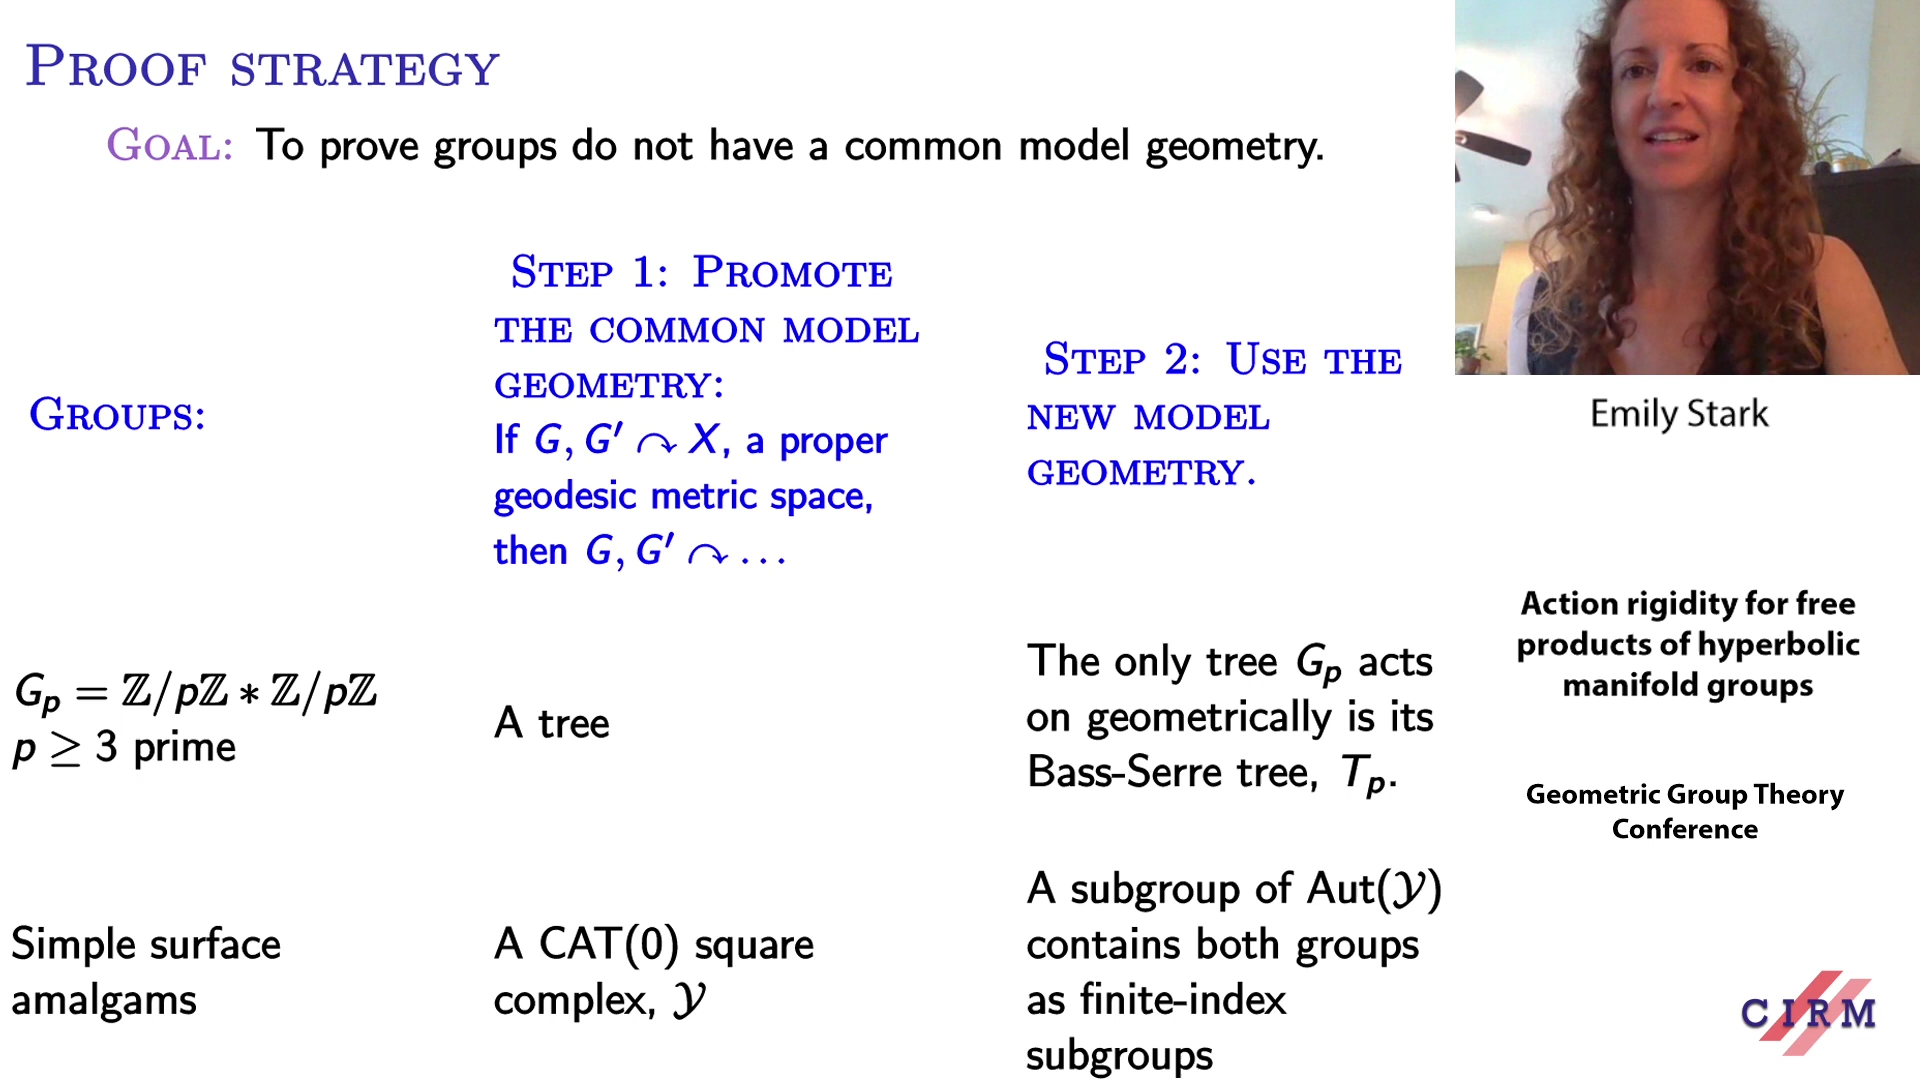 PROOF STRATEGY
GOAL: To prove groups do not have a common model geometry.
GROUPS:
STEP 1: PROMOTE
THE COMMON MODEL
GEOMETRY:
If G, G′ ↷ X, a proper
geodesic metric space,
then G, G′ ↷ …
STEP 2: USE THE
NEW MODEL
GEOMETRY.
G_p = ℤ/pℤ ∗ ℤ/pℤ
p ≥ 3 prime
A tree
The only tree G_p acts
on geometrically is its
Bass-Serre tree, T_p.
Simple surface
amalgams
A CAT(0) square
complex, 𝒴
A subgroup of Aut(𝒴)
contains both groups
as finite-index
subgroups
Emily Stark
Action rigidity for free
products of hyperbolic
manifold groups
Geometric Group Theory
Conference
CIRM